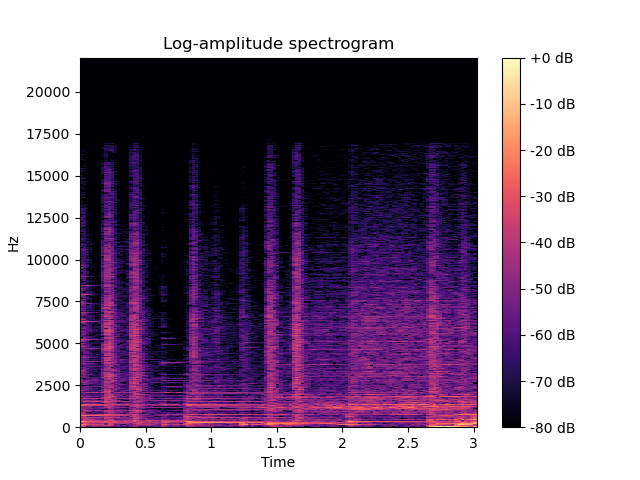 Log-amplitude spectrogram
Hz
20000
17500
15000
12500
10000
7500
5000
2500
0
0 0.5 1 1.5 2 2.5 3
Time
+0 dB
-10 dB
-20 dB
-30 dB
-40 dB
-50 dB
-60 dB
-70 dB
-80 dB